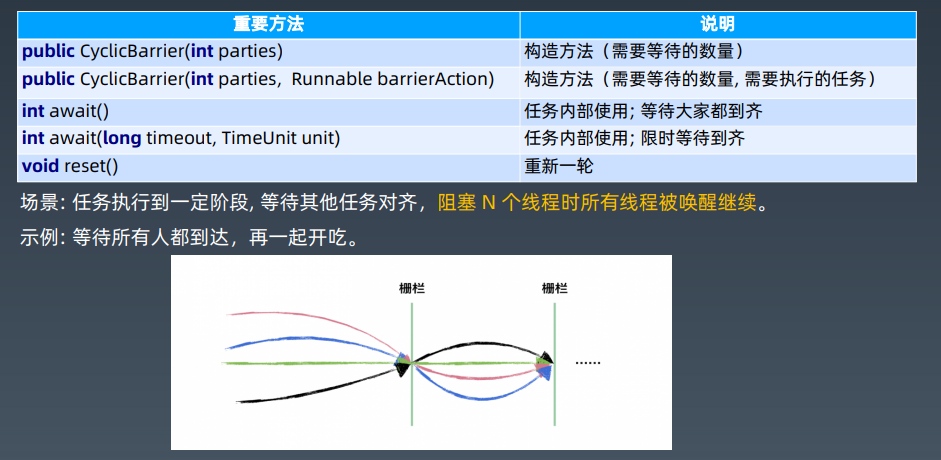 重要方法 说明
public CyclicBarrier(int parties) 构造方法（需要等待的数量）
public CyclicBarrier(int parties, Runnable barrierAction) 构造方法（需要等待的数量, 需要执行的任务）
int await() 任务内部使用; 等待大家都到齐
int await(long timeout, TimeUnit unit) 任务内部使用; 限时等待到齐
void reset() 重新一轮
场景: 任务执行到一定阶段, 等待其他任务对齐，阻塞 N 个线程时所有线程被唤醒继续。
示例: 等待所有人都到达，再一起开吃。
栅栏 栅栏
......